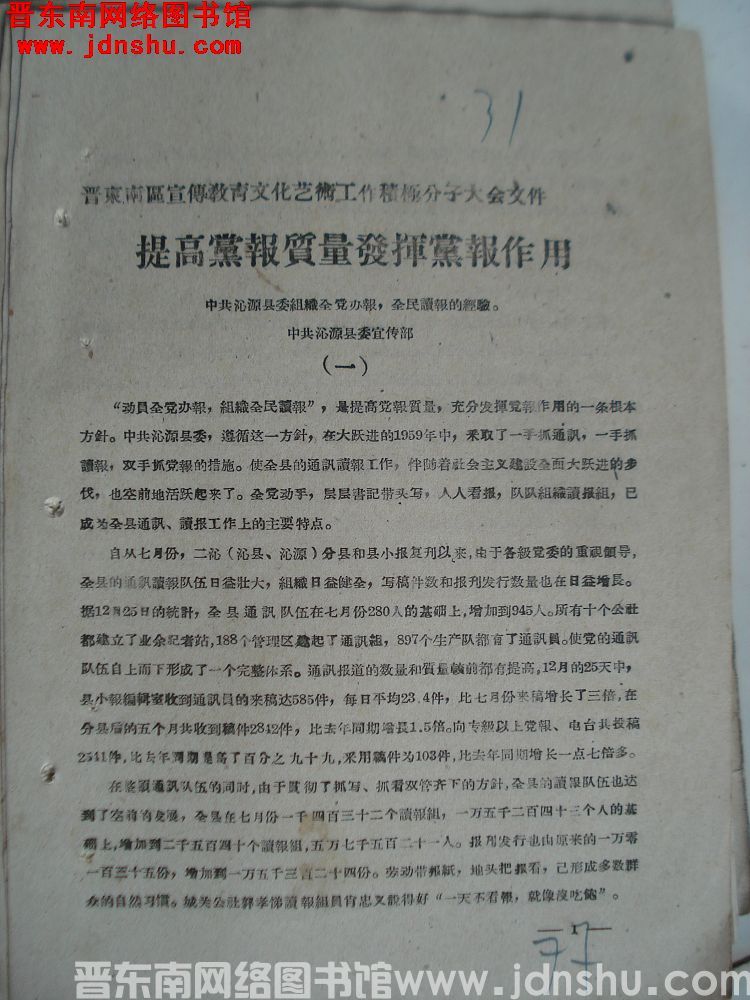 晋东南网络图书馆
www.jdnshu.com
31
晋東南區宣傳敎育文化艺術工作積極分子大会文件
提高黨報質量發揮黨報作用
中共沁源县委組織全党办報，全民讀報的經驗。
中共沁源县委宣传部
（一）
“动員全党办報，組織全民讀報”，是提高党報質量，充分发揮党報作用的一条根本
方針。中共沁源县委，遵循这一方針，在大跃进的1959年中，釆取了一手抓通訊，一手抓
讀報，双手抓党報的措施。使全县的通訊讀報工作，伴随着社会主义建設全面大跃进的步
伐，也空前地活跃起來了。全党动手，层层書記带头写，人人看报，队队組織讀报組，已
成为全县通訊、讀报工作上的主要特点。
自从七月份，二沁（沁县、沁源）分县和县小报复刋以来，由于各級党委的重視領导，
全县的通訊讀報队伍日益壮大，組織日益健全，写稿件数和报刋发行数量也在日益增長。
据12月25日的統計，全县通訊队伍在七月份280人的基础上，增加到945人。所有十个公社
都建立了业余記者站，188个管理区建起了通訊組，897个生产队都有了通訊員。使党的通訊
队伍自上而下形成了一个完整体系。通訊报道的数量和質量較前都有提高，12月的25天中，
县小報編輯室收到通訊員的来稿达585件，每日平均23.4件，比七月份来稿增长了三倍，在
分县后的五个月共收到稿件2842件，比去年同期增長1.5倍。向专級以上党報、电台共投稿
2541件，比去年同期提高了百分之九十九，釆用稿件为103件，比去年同期增长一点七倍多。
在整頓通訊队伍的同时，由于貫彻了抓写、抓看双管齐下的方針，全县的讀報队伍也达
到了空前的发展，全县在七月份一千四百三十二个讀報組，一万五千二百四十三个人的基
础上，增加到二千五百四十个讀報組，五万七千五百二十一人。报刋发行也由原来的一万零
一百三十五份，增加到一万五千三百二十四份。劳动带報紙，地头把报看，已形成多数群
众的自然习慣。城关公社郭孝悌讀報組員肖忠义說得好“一天不看報，就像沒吃飽”。
—1—
77
晋东南网络图书馆www.jdnshu.com